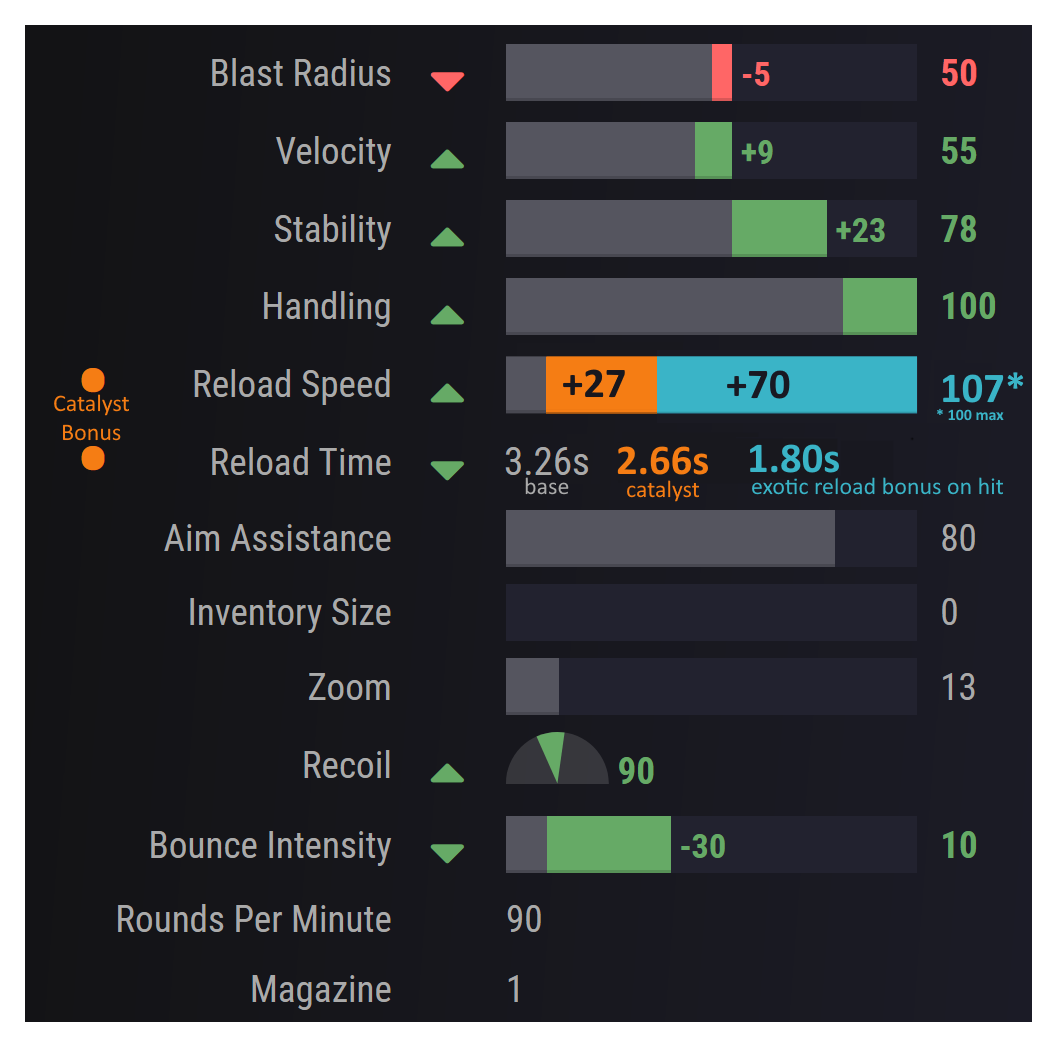 Blast Radius -5 50
Velocity +9 55
Stability +23 78
Handling 100
Reload Speed +27 +70 107*
* 100 max
Catalyst
Bonus
Reload Time 3.26s 2.66s 1.80s
base catalyst exotic reload bonus on hit
Aim Assistance 80
Inventory Size 0
Zoom 13
Recoil 90
Bounce Intensity -30 10
Rounds Per Minute 90
Magazine 1